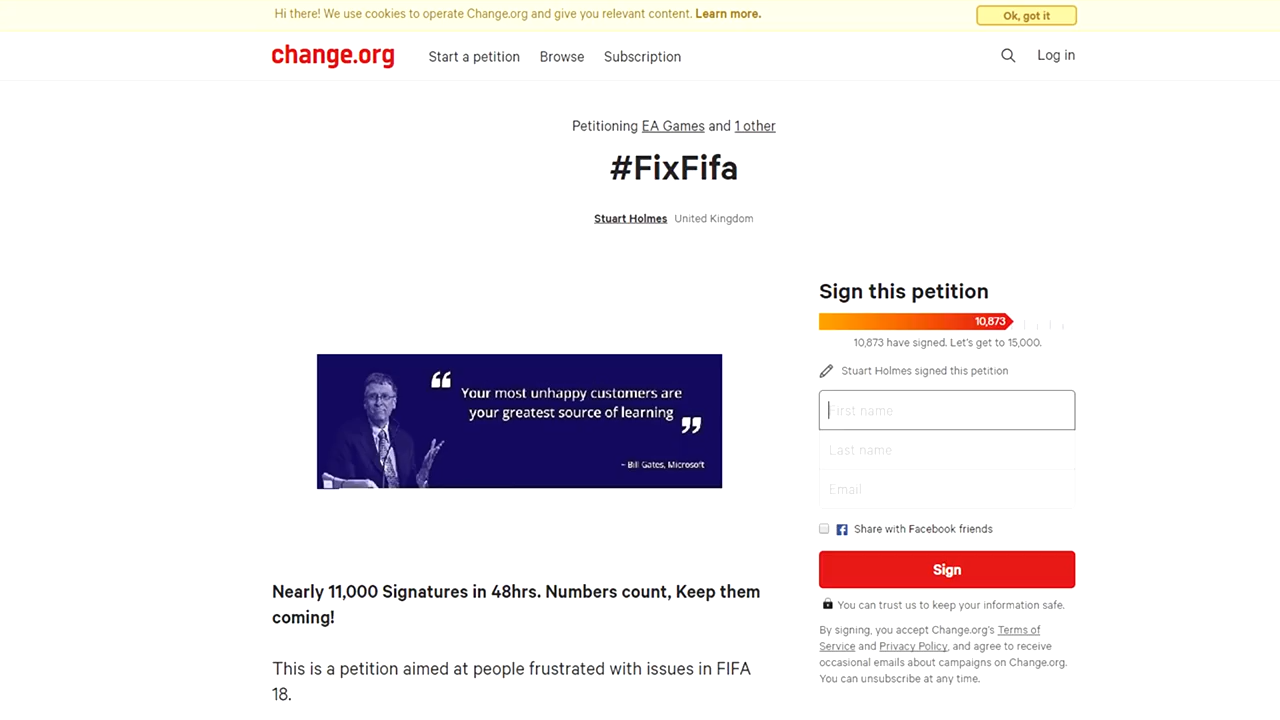 Hi there! We use cookies to operate Change.org and give you relevant content. Learn more.
Ok, got it
change.org
Start a petition
Browse
Subscription
Log in
Petitioning EA Games and 1 other
#FixFifa
Stuart Holmes United Kingdom
Sign this petition
10,873
10,873 have signed. Let's get to 15,000.
Stuart Holmes signed this petition
First name
Last name
Email
Share with Facebook friends
Sign
You can trust us to keep your information safe.
By signing, you accept Change.org's Terms of
Service and Privacy Policy, and agree to receive
occasional emails about campaigns on Change.org.
You can unsubscribe at any time.
“Your most unhappy customers are
your greatest source of learning”
~ Bill Gates, Microsoft
Nearly 11,000 Signatures in 48hrs. Numbers count, Keep them
coming!
This is a petition aimed at people frustrated with issues in FIFA
18.